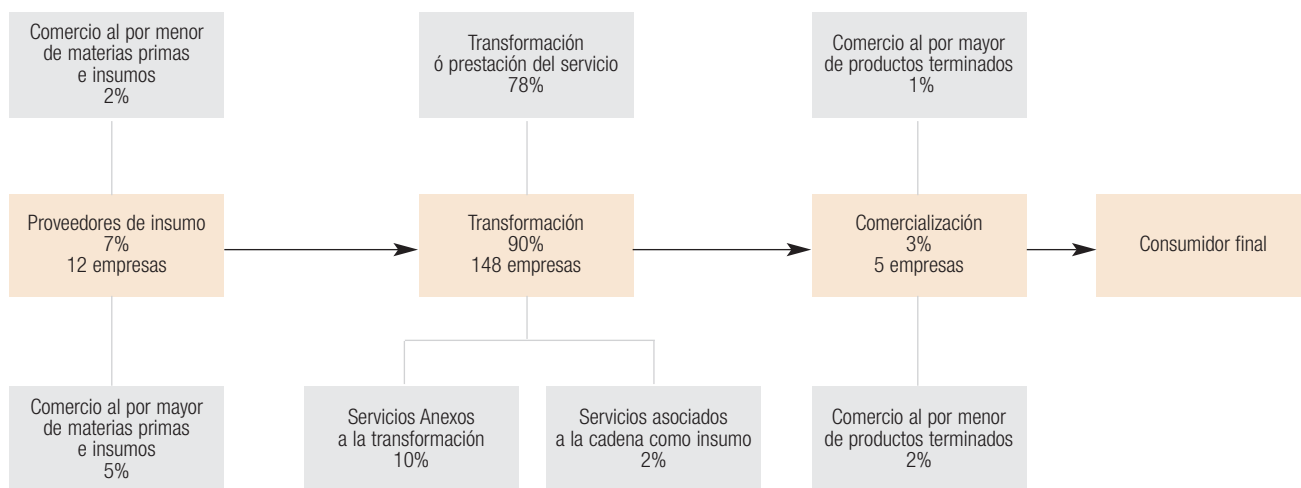 Comercio al por menor
de materias primas
e insumos
2%
Transformación
ó prestación del servicio
78%
Comercio al por mayor
de productos terminados
1%
Proveedores de insumo
7%
12 empresas
Transformación
90%
148 empresas
Comercialización
3%
5 empresas
Consumidor final
Comercio al por mayor
de materias primas
e insumos
5%
Servicios Anexos
a la transformación
10%
Servicios asociados
a la cadena como insumo
2%
Comercio al por menor
de productos terminados
2%